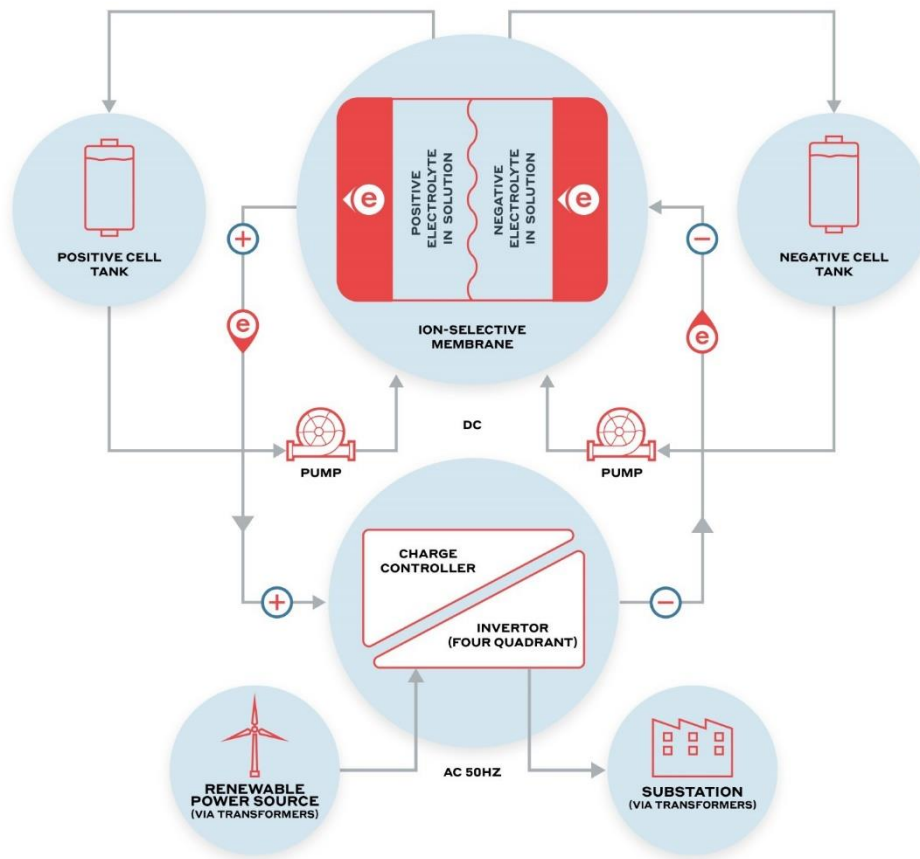 POSITIVE CELL
TANK
POSITIVE
ELECTROLYTE
IN SOLUTION
NEGATIVE
ELECTROLYTE
IN SOLUTION
e
e
NEGATIVE CELL
TANK
+
−
ION-SELECTIVE
MEMBRANE
e
e
DC
PUMP
PUMP
CHARGE
CONTROLLER
+
−
INVERTOR
(FOUR QUADRANT)
AC 50HZ
RENEWABLE
POWER SOURCE
(VIA TRANSFORMERS)
SUBSTATION
(VIA TRANSFORMERS)